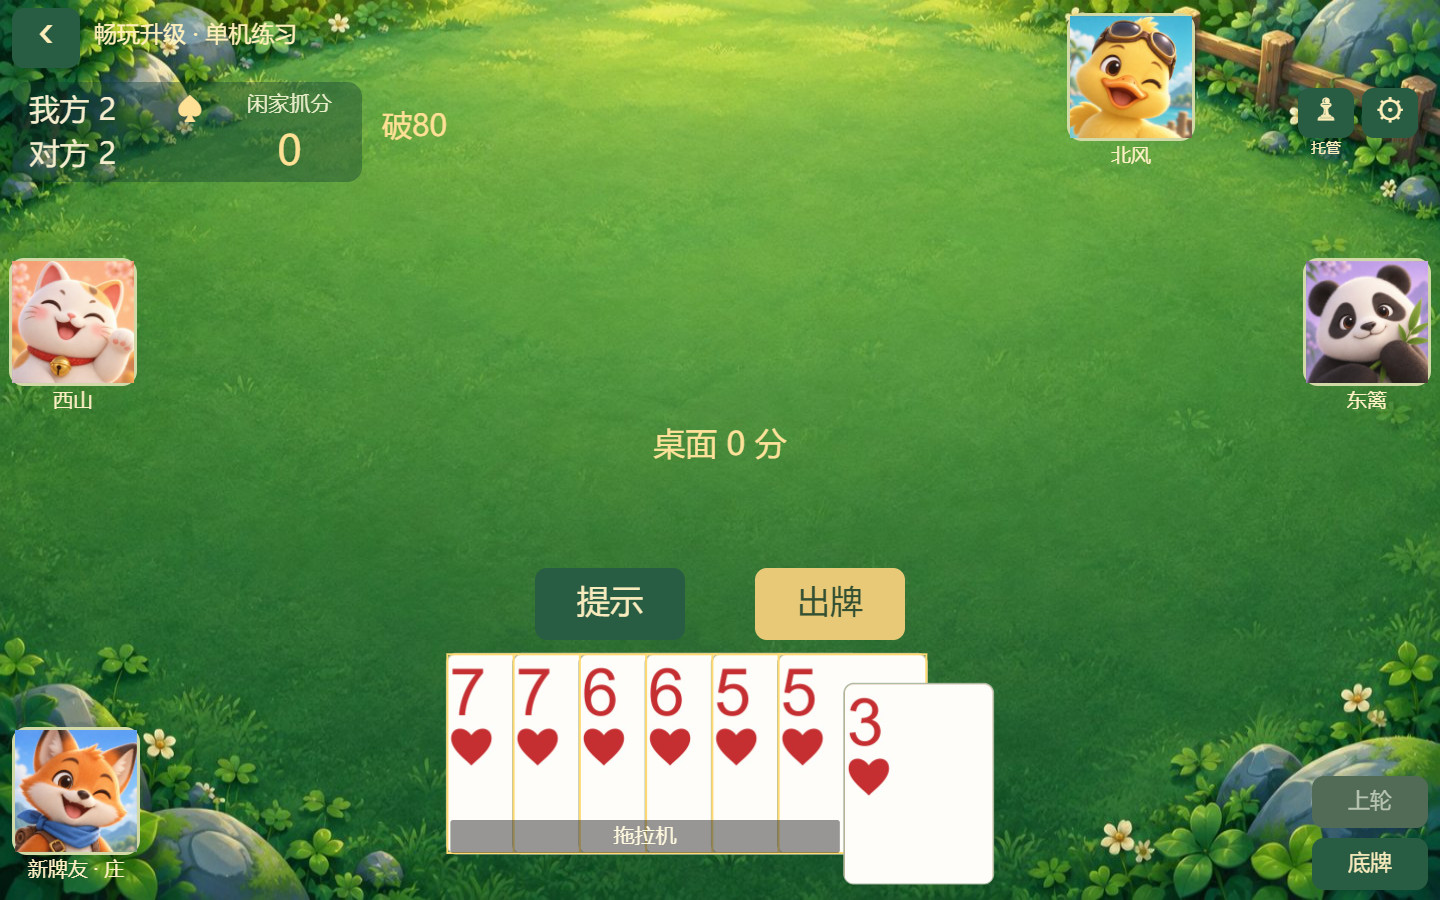 畅玩升级 · 单机练习
我方 2
对方 2
闲家抓分
0
破80
北风
托管
西山
东篱
桌面 0 分
提示
出牌
7
7
6
6
5
5
3
拖拉机
新牌友 · 庄
上轮
底牌